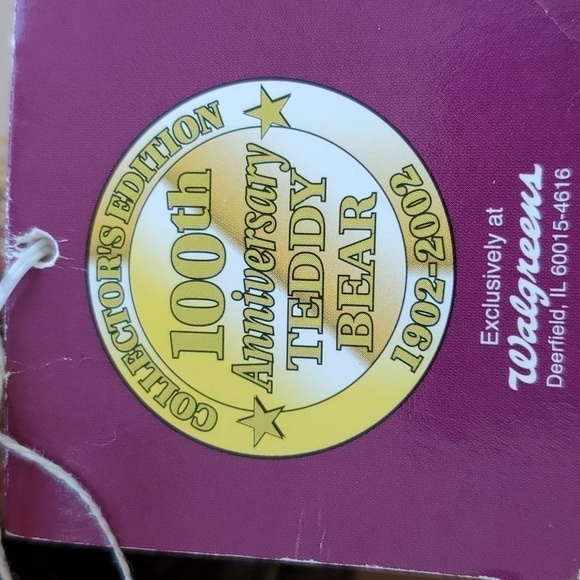 COLLECTOR'S EDITION
100th
Anniversary
TEDDY
BEAR
1902-2002
Exclusively at
Walgreens
Deerfield, IL 60015-4616